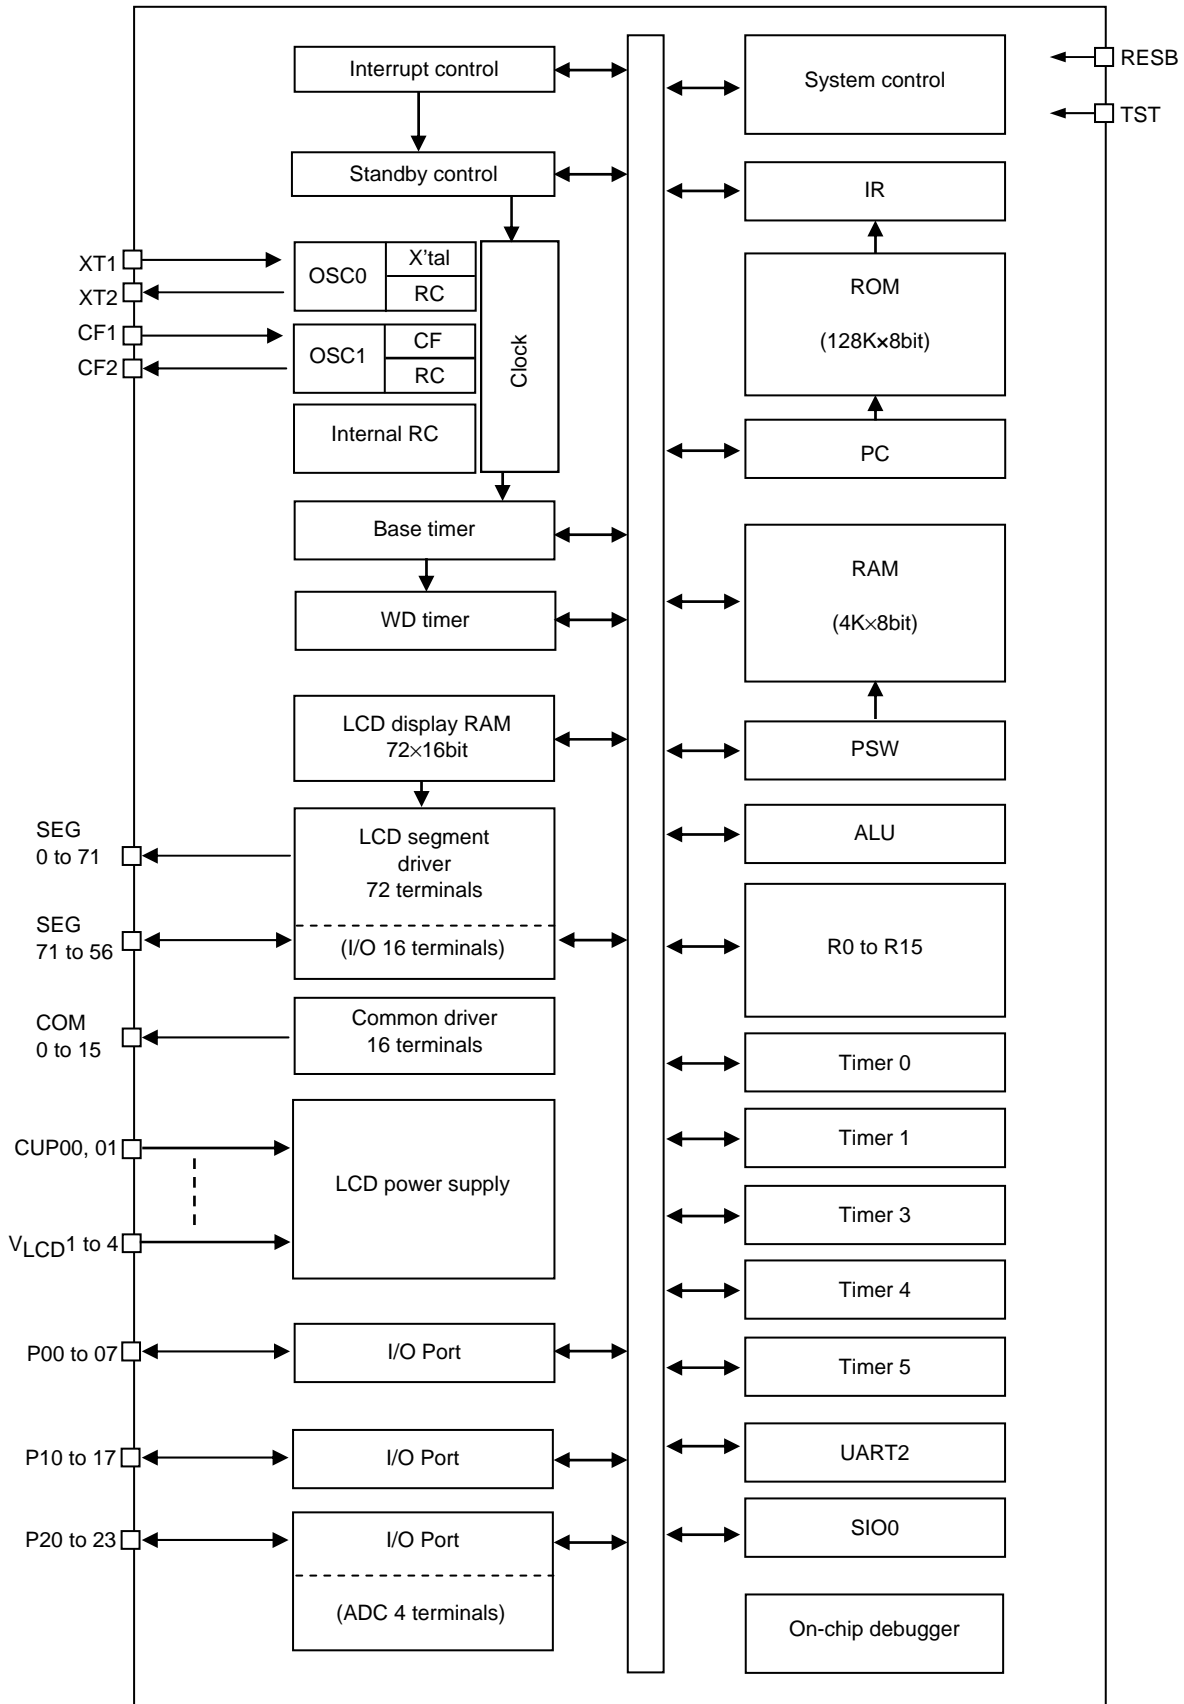 Interrupt control
Standby control
XT1
XT2
CF1
CF2
OSC0
X'tal
RC
OSC1
CF
RC
Internal RC
Clock
Base timer
WD timer
LCD display RAM
72×16bit
SEG
0 to 71
LCD segment
driver
72 terminals
SEG
71 to 56
(I/O 16 terminals)
COM
0 to 15
Common driver
16 terminals
CUP00, 01
LCD power supply
VLCD1 to 4
P00 to 07
I/O Port
P10 to 17
I/O Port
P20 to 23
I/O Port
(ADC 4 terminals)
System control
RESB
TST
IR
ROM
(128K×8bit)
PC
RAM
(4K×8bit)
PSW
ALU
R0 to R15
Timer 0
Timer 1
Timer 3
Timer 4
Timer 5
UART2
SIO0
On-chip debugger